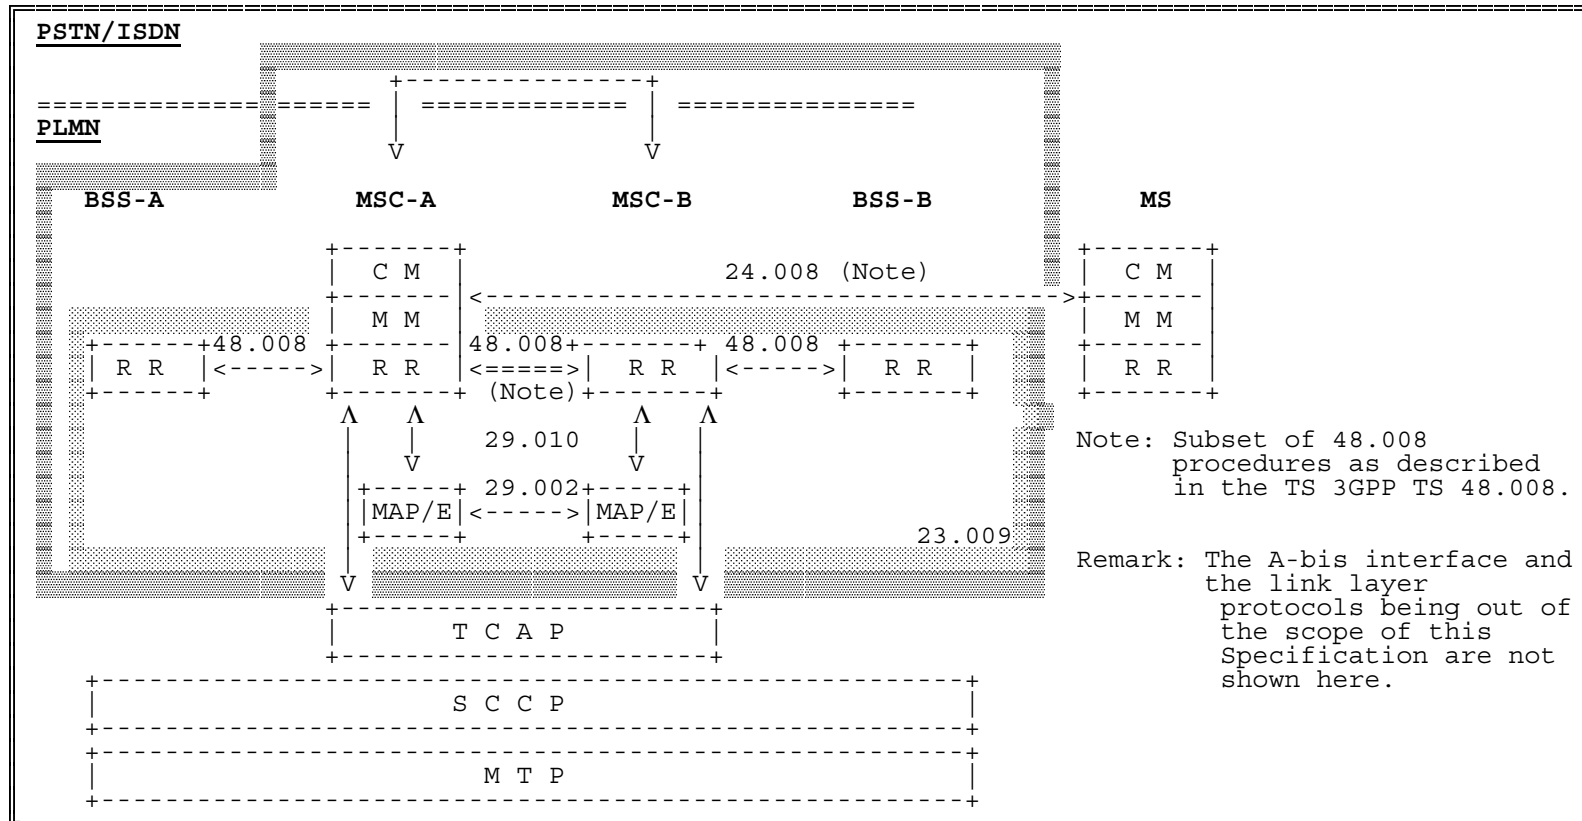 PSTN/ISDN
PLMN
BSS-A MSC-A MSC-B BSS-B MS
C M 24.008 (Note) C M
M M M M
48.008 48.008 48.008
R R R R R R R R R R
(Note)
29.010
Note: Subset of 48.008
procedures as described
in the TS 3GPP TS 48.008.
29.002
MAP/E MAP/E
23.009
Remark: The A-bis interface and
the link layer
protocols being out of
the scope of this
Specification are not
shown here.
T C A P
S C C P
M T P